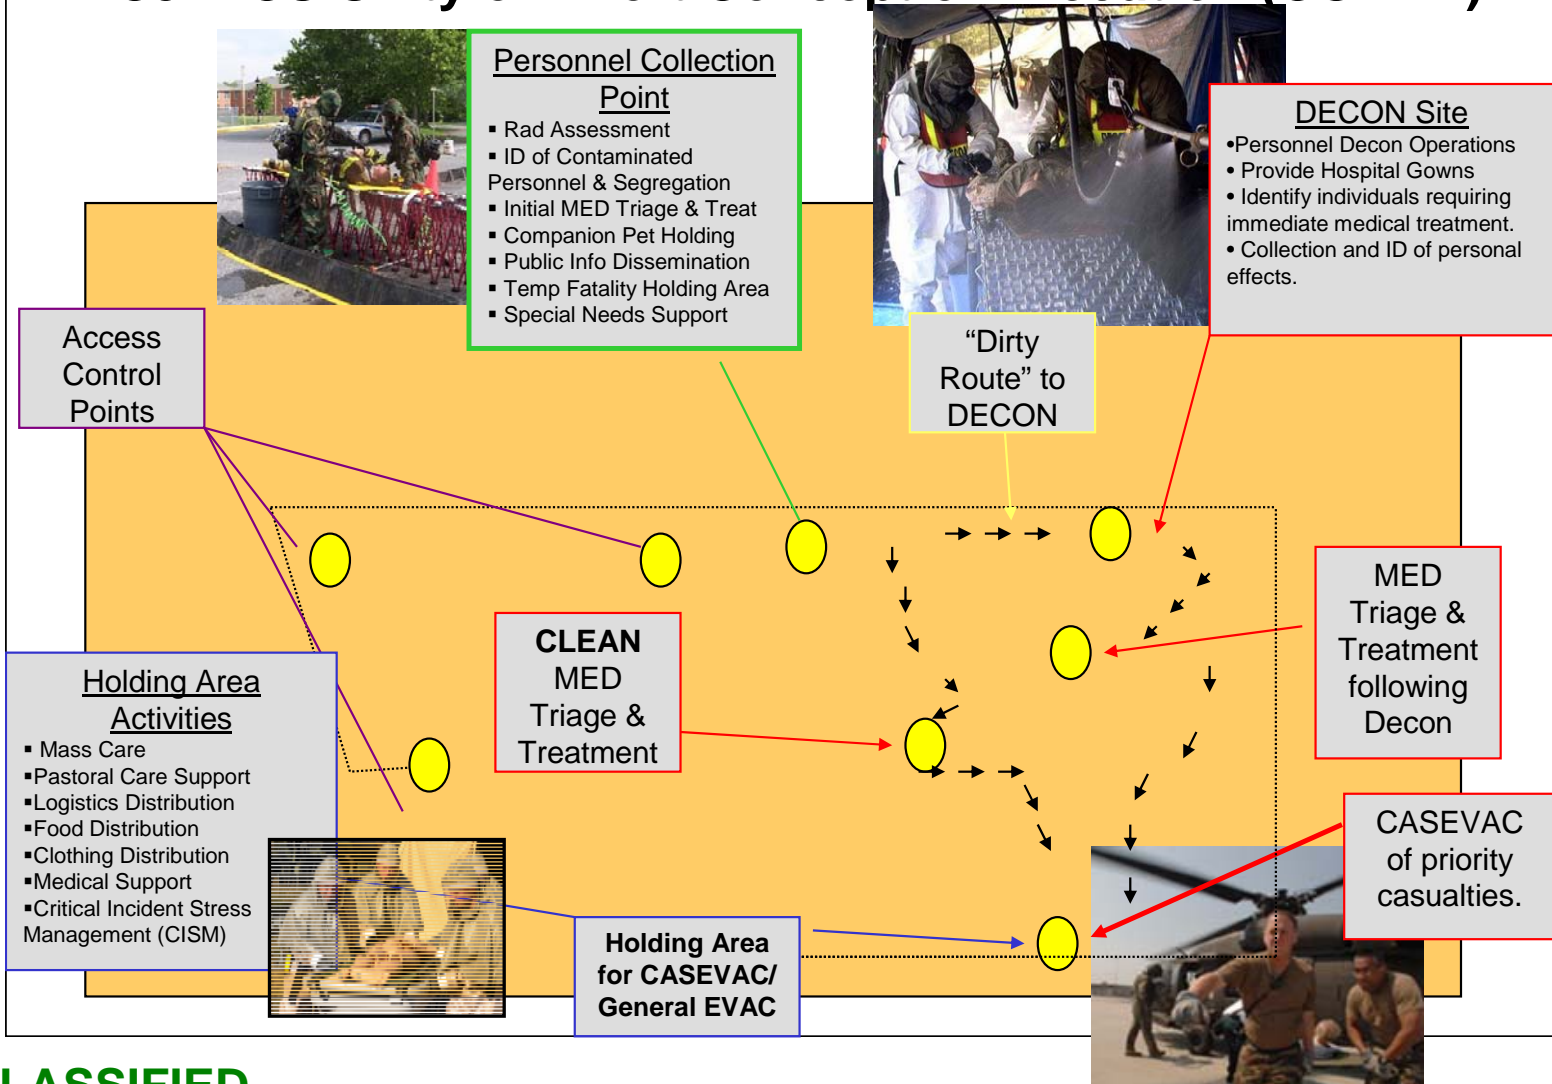 Personnel Collection
Point
▪ Rad Assessment
▪ ID of Contaminated
Personnel & Segregation
▪ Initial MED Triage & Treat
▪ Companion Pet Holding
▪ Public Info Dissemination
▪ Temp Fatality Holding Area
▪ Special Needs Support
DECON Site
•Personnel Decon Operations
• Provide Hospital Gowns
• Identify individuals requiring
immediate medical treatment.
• Collection and ID of personal
effects.
Access
Control
Points
“Dirty
Route” to
DECON
CLEAN
MED
Triage &
Treatment
MED
Triage &
Treatment
following
Decon
Holding Area
Activities
▪ Mass Care
▪Pastoral Care Support
▪Logistics Distribution
▪Food Distribution
▪Clothing Distribution
▪Medical Support
▪Critical Incident Stress
Management (CISM)
CASEVAC
of priority
casualties.
Holding Area
for CASEVAC/
General EVAC
LASSIFIED